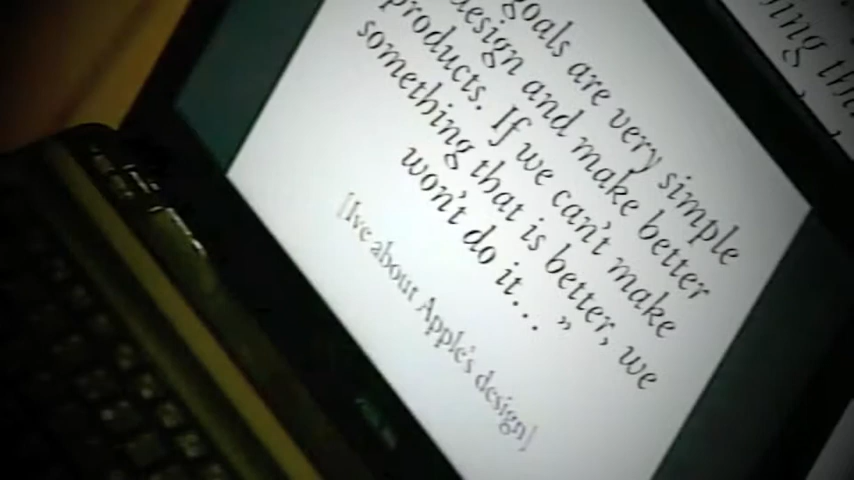 goals are very simple
design and make better
products. If we can't make
something that is better, we
won't do it... ”
[Ive about Apple's design]